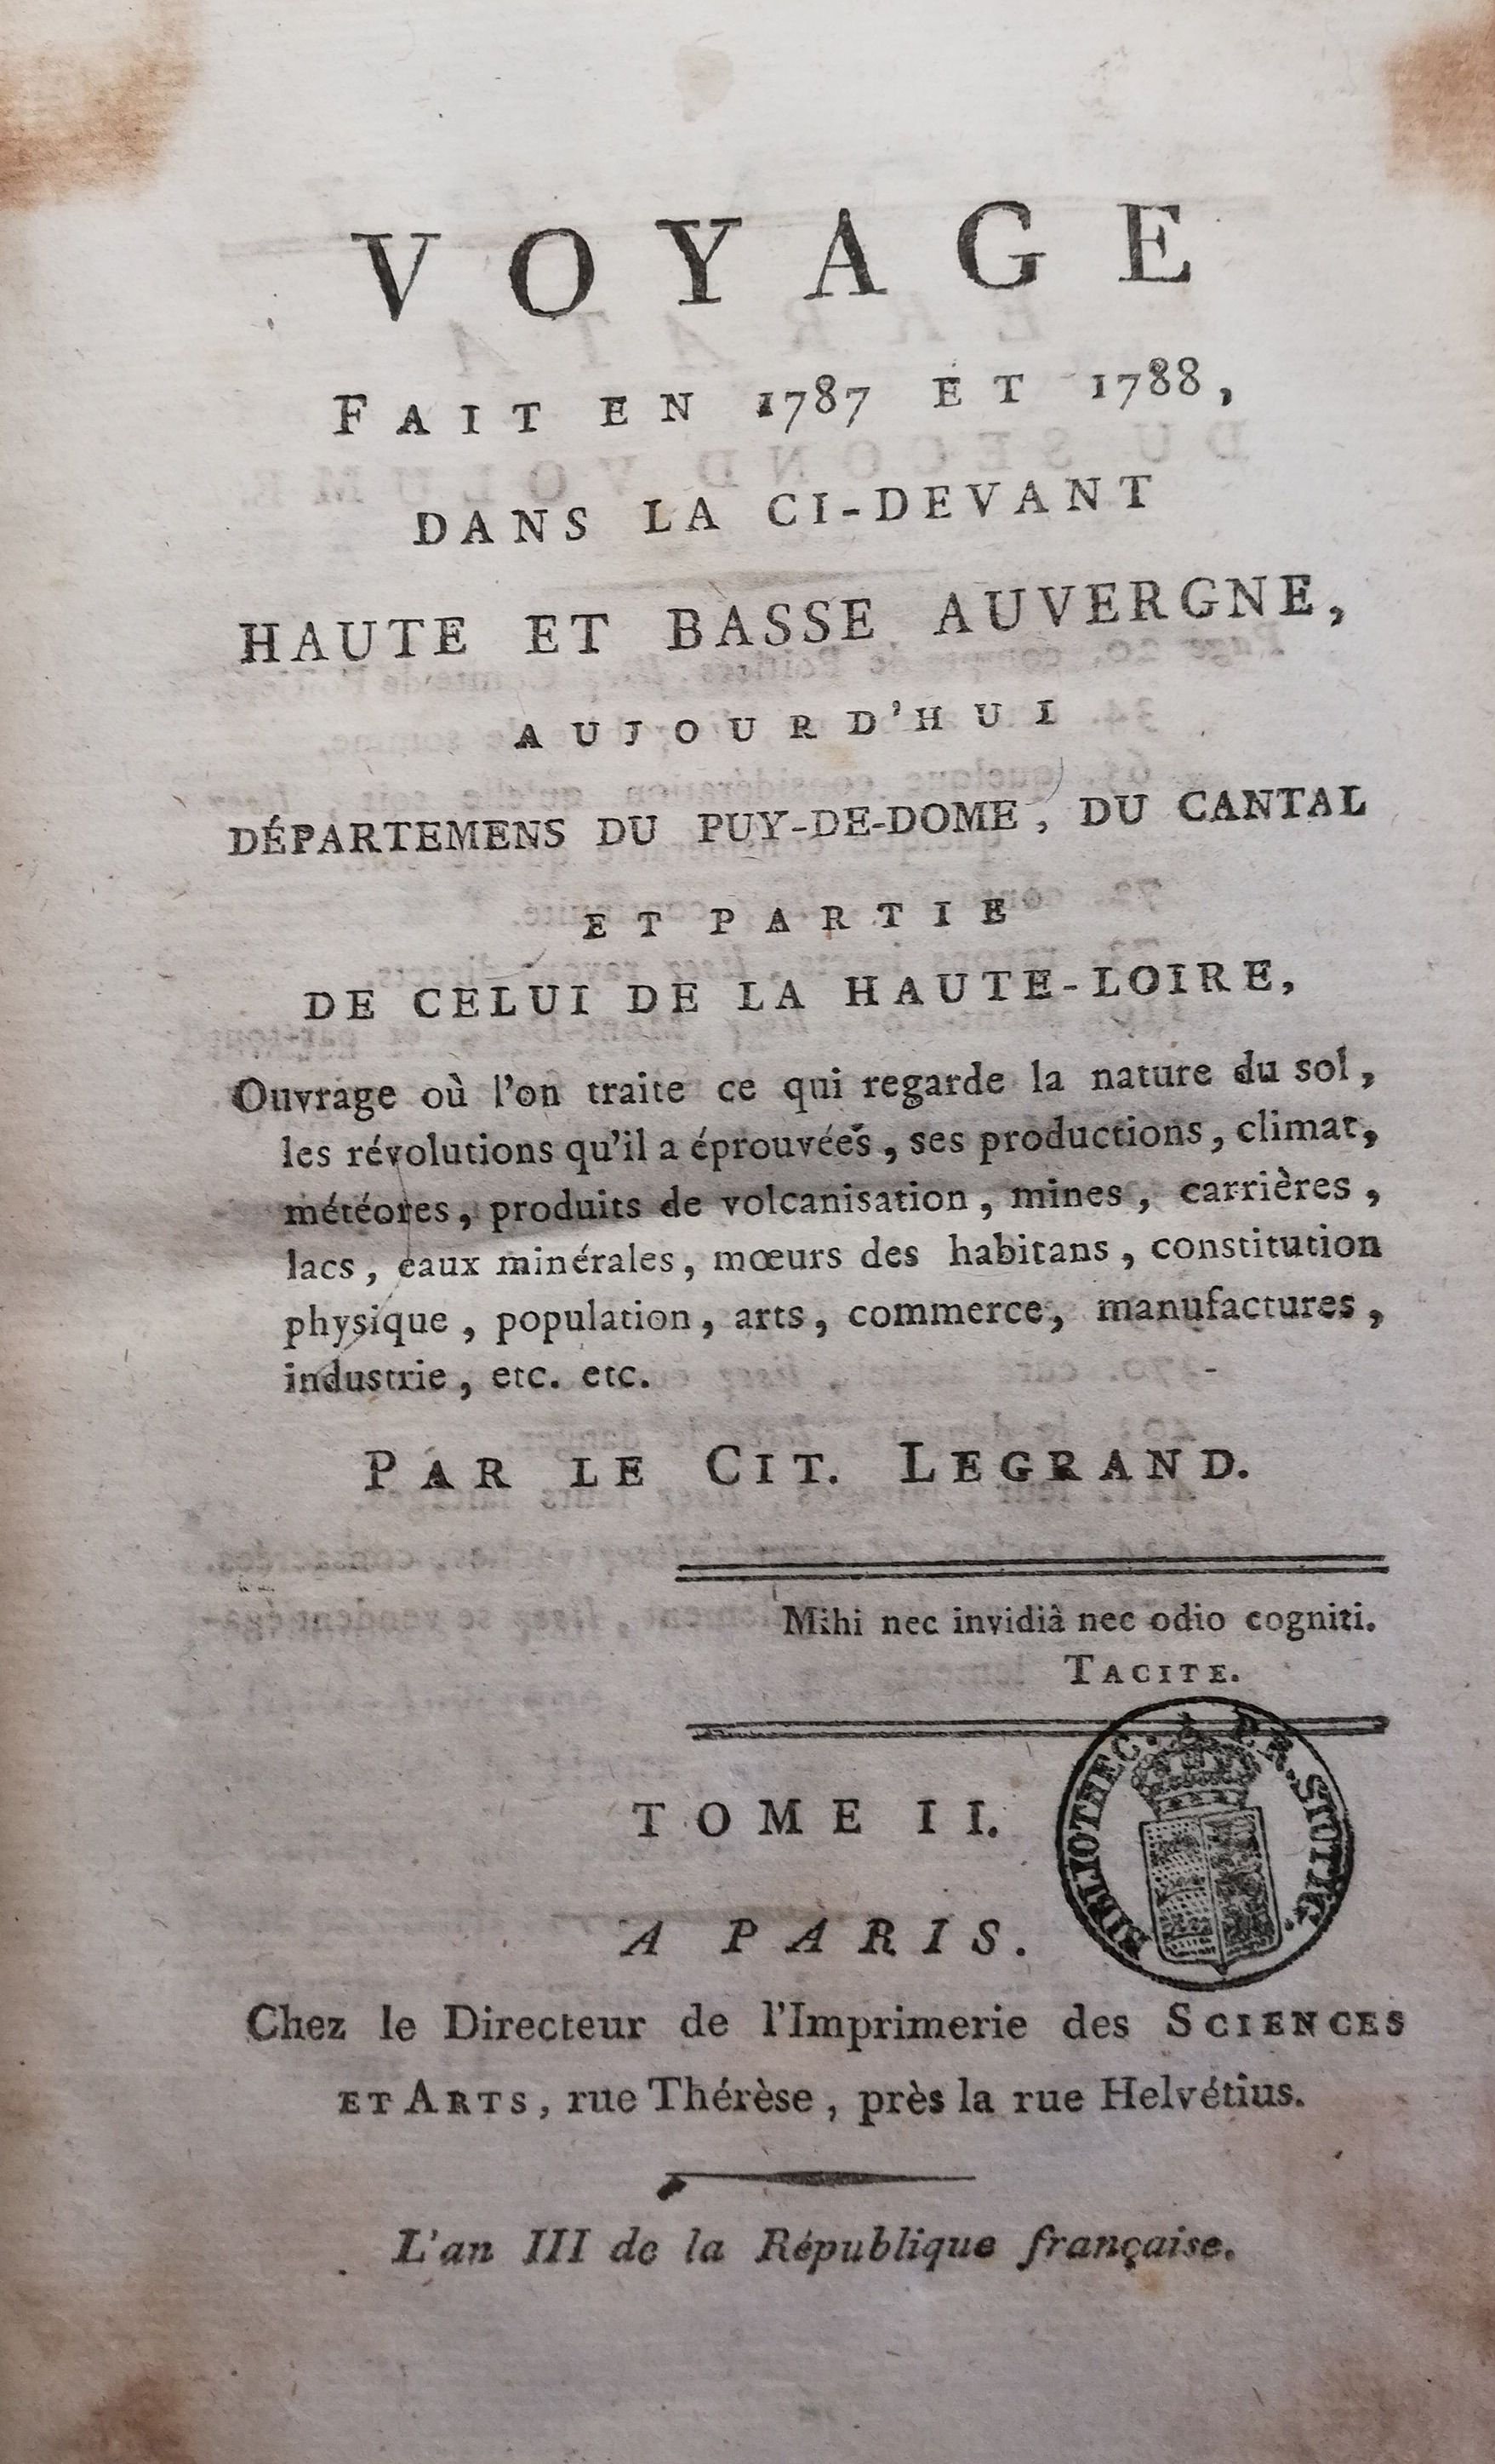 VOYAGE
FAIT EN 1787 ET 1788,
DANS LA CI-DEVANT
HAUTE ET BASSE AUVERGNE,
AUJOURD'HUI
DÉPARTEMENS DU PUY-DE-DOME, DU CANTAL
ET PARTIE
DE CELUI DE LA HAUTE-LOIRE,
Ouvrage où l'on traite ce qui regarde la nature du sol,
les révolutions qu'il a éprouvées, ses productions, climat,
météores, produits de volcanisation, mines, carrières,
lacs, eaux minérales, mœurs des habitans, constitution
physique, population, arts, commerce, manufactures,
industrie, etc. etc.
PAR LE CIT. LEGRAND.
Mihi nec invidiâ nec odio cogniti.
TACITE.
TOME II.
BIBLIOTHEC. PR. STUTTG.
A PARIS.
Chez le Directeur de l'Imprimerie des SCIENCES
ET ARTS, rue Thérèse, près la rue Helvétius.
L'an III de la République française.